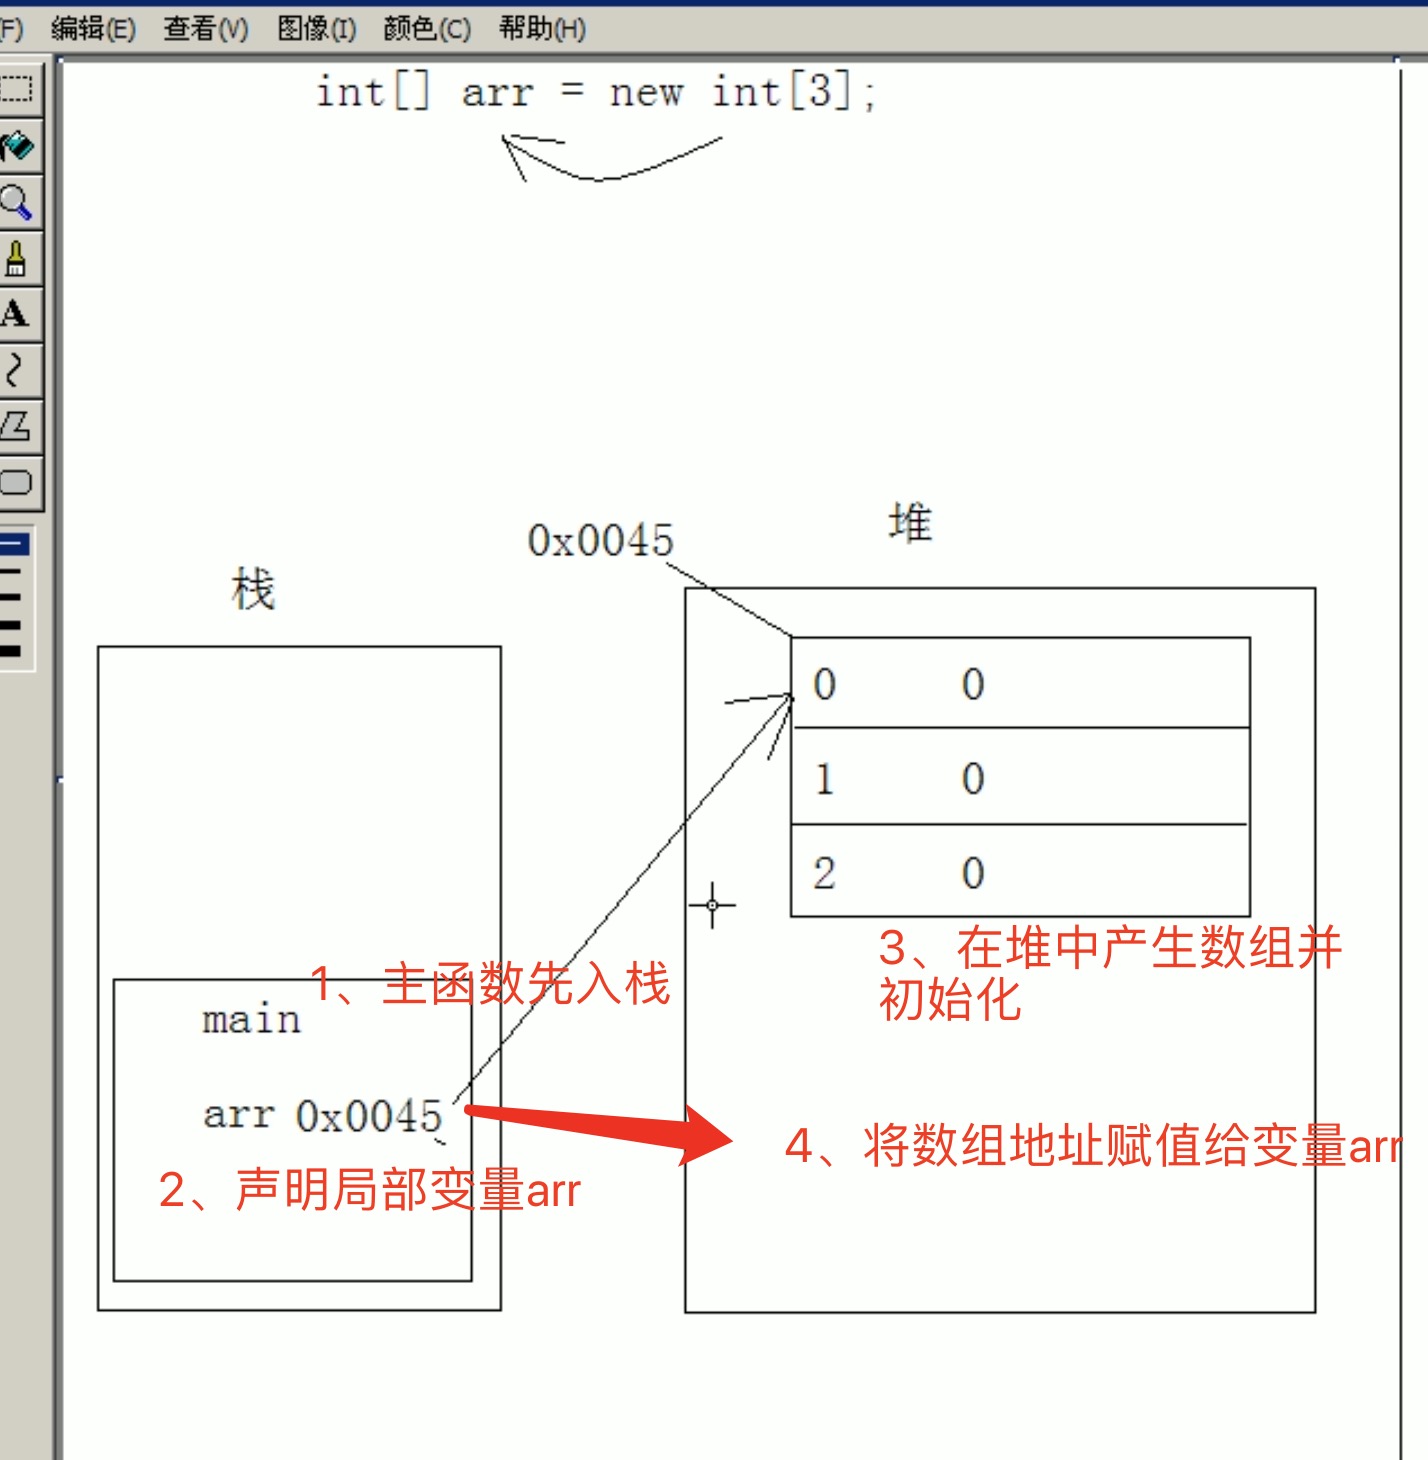 (F) 编辑(E) 查看(V) 图像(I) 颜色(C) 帮助(H)
A
int[] arr = new int[3];
堆
0x0045
栈
0 0
1 0
2 0
3、在堆中产生数组并
初始化
1、主函数先入栈
main
arr 0x0045
4、将数组地址赋值给变量arr
2、声明局部变量arr